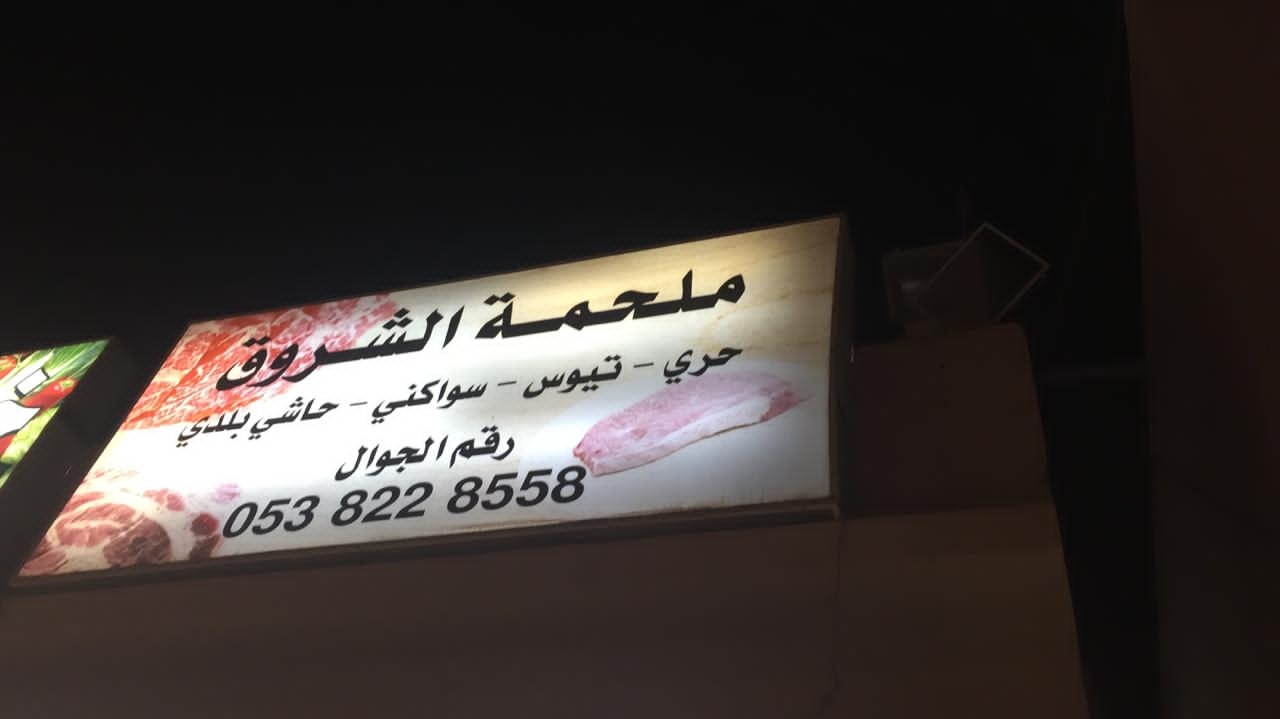 ملحمة الشروق
حري - تيوس - سواكني - حاشي بلدي
رقم الجوال
053 822 8558